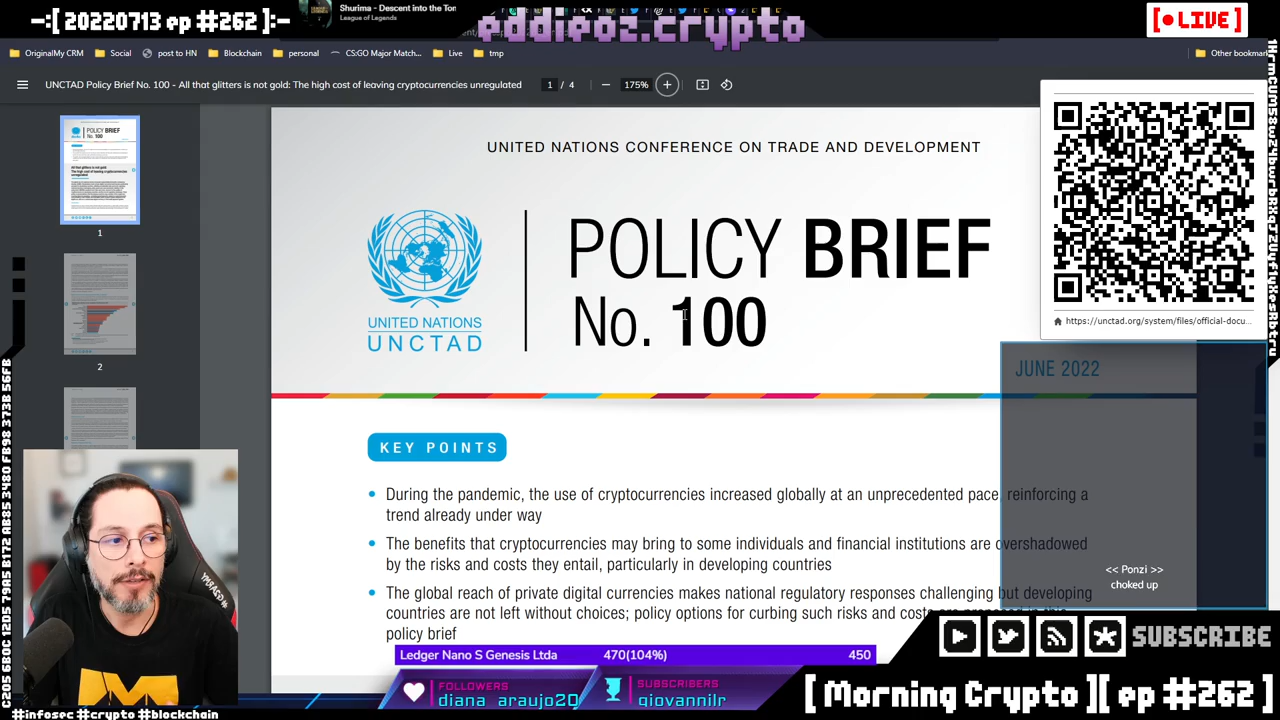 -:[ 20220713 ep #262 ]:-
Shurima - Descent into the Tom
League of Legends
eddieoz.crypto
[ LIVE ]
OriginalMy CRM
Social
post to HN
Blockchain
personal
CS:GO Major Match...
Live
tmp
Other bookmar
UNCTAD Policy Brief No. 100 - All that glitters is not gold: The high cost of leaving cryptocurrencies unregulated
1 / 4
175%
UNITED NATIONS CONFERENCE ON TRADE AND DEVELOPMENT
POLICY BRIEF
No. 100
UNITED NATIONS
UNCTAD
1
2
https://unctad.org/system/files/official-docu...
JUNE 2022
KEY POINTS
During the pandemic, the use of cryptocurrencies increased globally at an unprecedented pace, reinforcing a
trend already under way
The benefits that cryptocurrencies may bring to some individuals and financial institutions are overshadowed
by the risks and costs they entail, particularly in developing countries
The global reach of private digital currencies makes national regulatory responses challenging but developing
countries are not left without choices; policy options for curbing such risks and costs are proposed in this
policy brief
<< Ponzi >>
choked up
Ledger Nano S Genesis Ltda 470(104%) 450
FOLLOWERS
diana_araujo20
SUBSCRIBERS
giovannilr
SUBSCRIBE
[ Morning Crypto ][ ep #262 ]
#infosec #crypto #blockchain